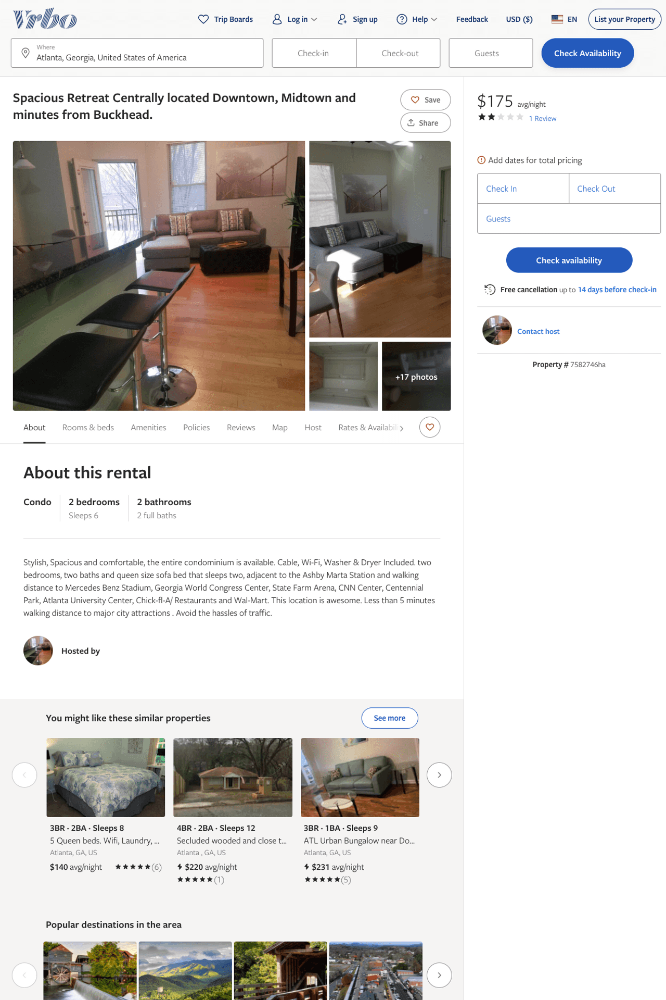 Vrbo
Trip Boards
Log in
Sign up
Help
Feedback
USD ($)
EN
List your Property
Where
Atlanta, Georgia, United States of America
Check-in
Check-out
Guests
Check Availability
Spacious Retreat Centrally located Downtown, Midtown and
minutes from Buckhead.
Save
Share
$175 avg/night
1 Review
Add dates for total pricing
Check In
Check Out
Guests
Check availability
Free cancellation up to 14 days before check-in
Contact host
Property # 7582746ha
+17 photos
About
Rooms & beds
Amenities
Policies
Reviews
Map
Host
Rates & Availabili
About this rental
Condo
2 bedrooms
Sleeps 6
2 bathrooms
2 full baths
Stylish, Spacious and comfortable, the entire condominium is available. Cable, Wi-Fi, Washer & Dryer Included. two
bedrooms, two baths and queen size sofa bed that sleeps two, adjacent to the Ashby Marta Station and walking
distance to Mercedes Benz Stadium, Georgia World Congress Center, State Farm Arena, CNN Center, Centennial
Park, Atlanta University Center, Chick-fl-A/ Restaurants and Wal-Mart. This location is awesome. Less than 5 minutes
walking distance to major city attractions . Avoid the hassles of traffic.
Hosted by
You might like these similar properties
See more
3BR · 2BA · Sleeps 8
5 Queen beds. Wifi, Laundry, ...
Atlanta, GA, US
$140 avg/night
(6)
4BR · 2BA · Sleeps 12
Secluded wooded and close t...
Atlanta , GA, US
$220 avg/night
(1)
3BR · 1BA · Sleeps 9
ATL Urban Bungalow near Do...
Atlanta, GA, US
$231 avg/night
(5)
Popular destinations in the area